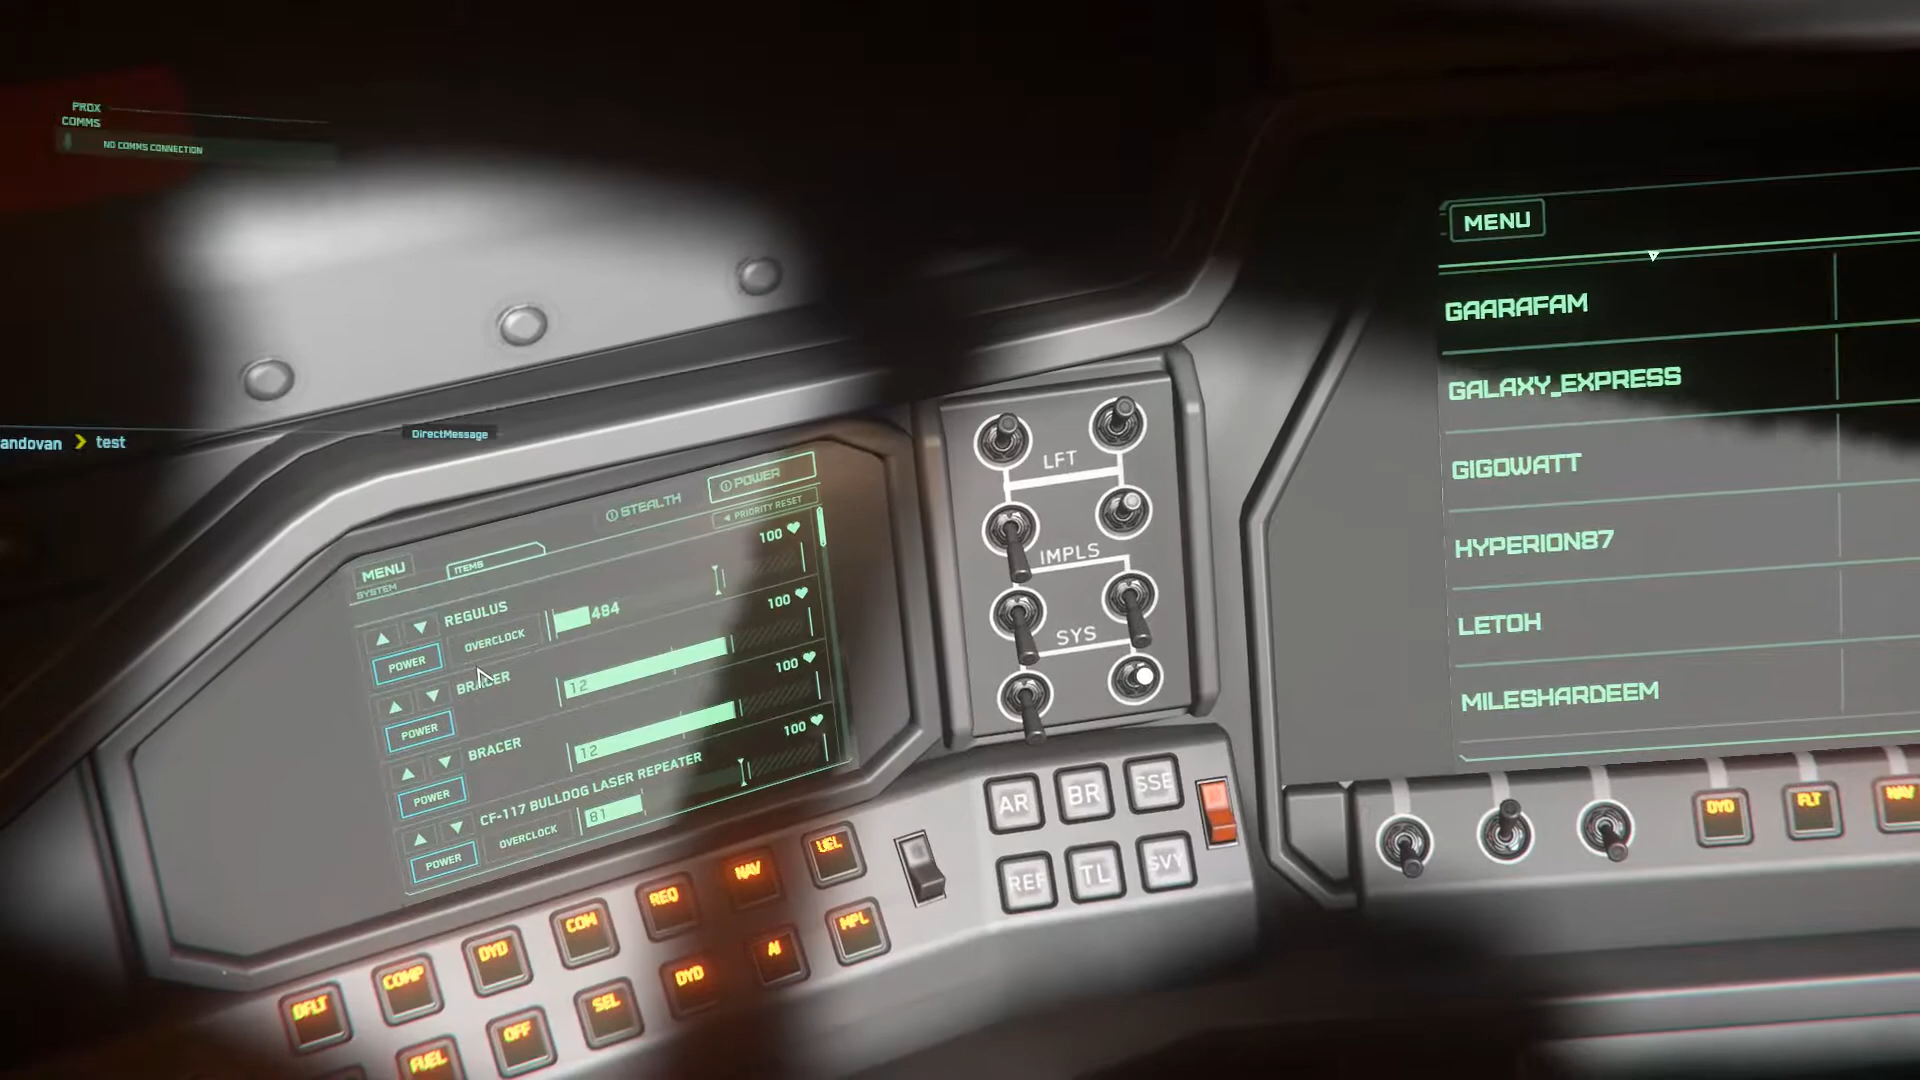 PROX
COMMS
NO COMMS CONNECTION
andovan > test
DirectMessage
STEALTH
POWER
PRIORITY RESET
MENU
ITEMS
SYSTEM
REGULUS
100
POWER
OVERCLOCK
484
BRACER
100
POWER
12
BRACER
100
POWER
12
CF-117 BULLDOG LASER REPEATER
100
POWER
OVERCLOCK
81
LFT
IMPLS
SYS
AR
BR
SSE
REF
TL
SVY
DFLT
COMP
DYD
COM
REQ
NAV
UEL
FUEL
OFF
SEL
DYD
AI
MPL
MENU
GAARAFAM
GALAXY_EXPRESS
GIGOWATT
HYPERION87
LETOH
MILESHARDEEM
DYD
FLT
NAV